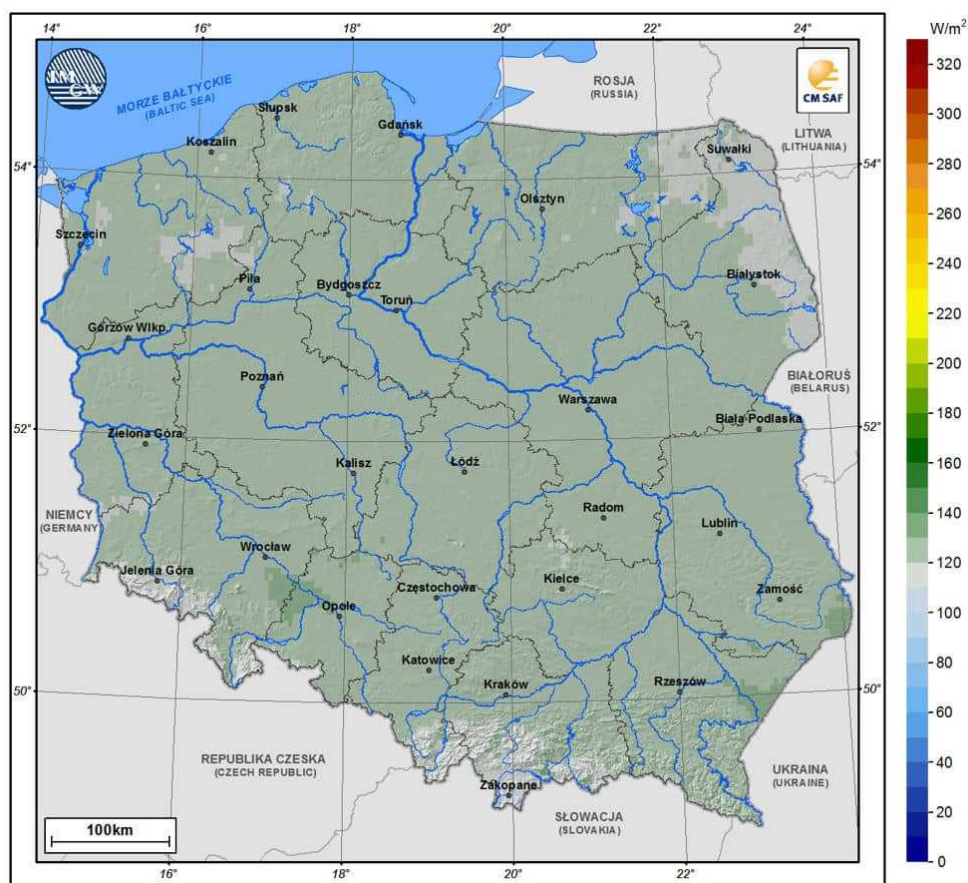 14°
16°
18°
20°
22°
24°
W/m²
IM
GW
MORZE BAŁTYCKIE
(BALTIC SEA)
ROSJA
(RUSSIA)
CM SAF
LITWA
(LITHUANIA)
54°
54°
Słupsk
Gdańsk
Koszalin
Suwałki
Olsztyn
Szczecin
Piła
Bydgoszcz
Białystok
Toruń
Gorzów Wlkp.
Poznań
BIAŁORUŚ
(BELARUS)
Warszawa
Biała Podlaska
52°
52°
Zielona Góra
Kalisz
Łódź
NIEMCY
(GERMANY)
Radom
Lublin
Wrocław
Jelenia Góra
Opole
Częstochowa
Kielce
Zamość
Katowice
Kraków
Rzeszów
50°
50°
REPUBLIKA CZESKA
(CZECH REPUBLIC)
Zakopane
SŁOWACJA
(SLOVAKIA)
UKRAINA
(UKRAINE)
100km
16°
18°
20°
22°
320
300
280
260
240
220
200
180
160
140
120
100
80
60
40
20
0